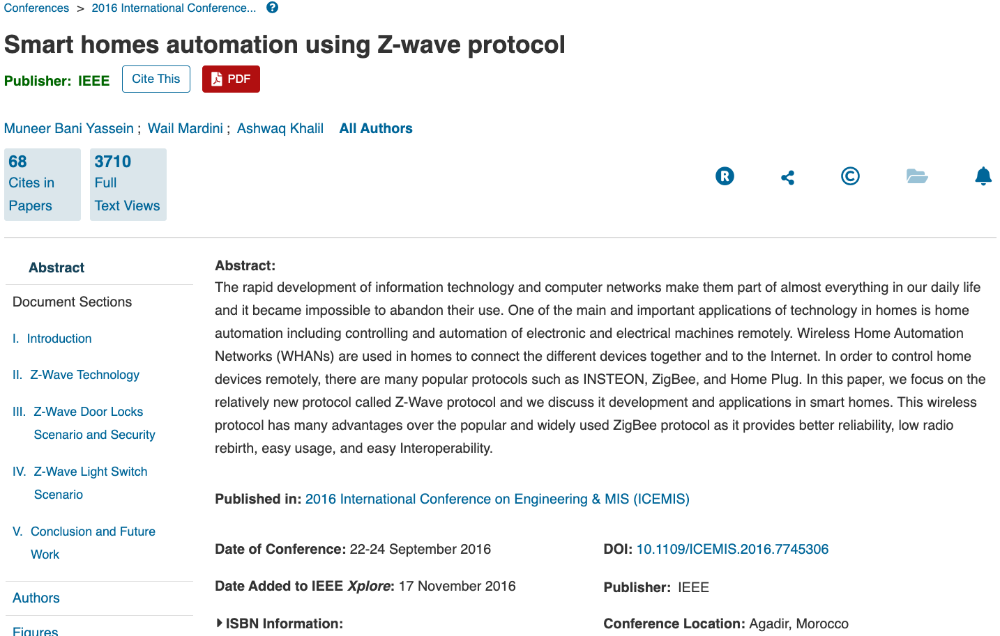 Conferences > 2016 International Conference... ?
Smart homes automation using Z-wave protocol
Publisher: IEEE Cite This PDF
Muneer Bani Yassein ; Wail Mardini ; Ashwaq Khalil All Authors
68
Cites in
Papers
3710
Full
Text Views
R
©
Abstract
Document Sections
I. Introduction
II. Z-Wave Technology
III. Z-Wave Door Locks
Scenario and Security
IV. Z-Wave Light Switch
Scenario
V. Conclusion and Future
Work
Authors
Figures
Abstract:
The rapid development of information technology and computer networks make them part of almost everything in our daily life
and it became impossible to abandon their use. One of the main and important applications of technology in homes is home
automation including controlling and automation of electronic and electrical machines remotely. Wireless Home Automation
Networks (WHANs) are used in homes to connect the different devices together and to the Internet. In order to control home
devices remotely, there are many popular protocols such as INSTEON, ZigBee, and Home Plug. In this paper, we focus on the
relatively new protocol called Z-Wave protocol and we discuss it development and applications in smart homes. This wireless
protocol has many advantages over the popular and widely used ZigBee protocol as it provides better reliability, low radio
rebirth, easy usage, and easy Interoperability.
Published in: 2016 International Conference on Engineering & MIS (ICEMIS)
Date of Conference: 22-24 September 2016
Date Added to IEEE Xplore: 17 November 2016
ISBN Information:
DOI: 10.1109/ICEMIS.2016.7745306
Publisher: IEEE
Conference Location: Agadir, Morocco